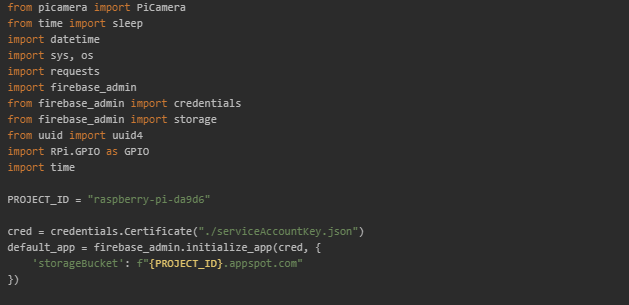 from picamera import PiCamera
from time import sleep
import datetime
import sys, os
import requests
import firebase_admin
from firebase_admin import credentials
from firebase_admin import storage
from uuid import uuid4
import RPi.GPIO as GPIO
import time
PROJECT_ID = "raspberry-pi-da9d6"
cred = credentials.Certificate("./serviceAccountKey.json")
default_app = firebase_admin.initialize_app(cred, {
    'storageBucket': f"{PROJECT_ID}.appspot.com"
})